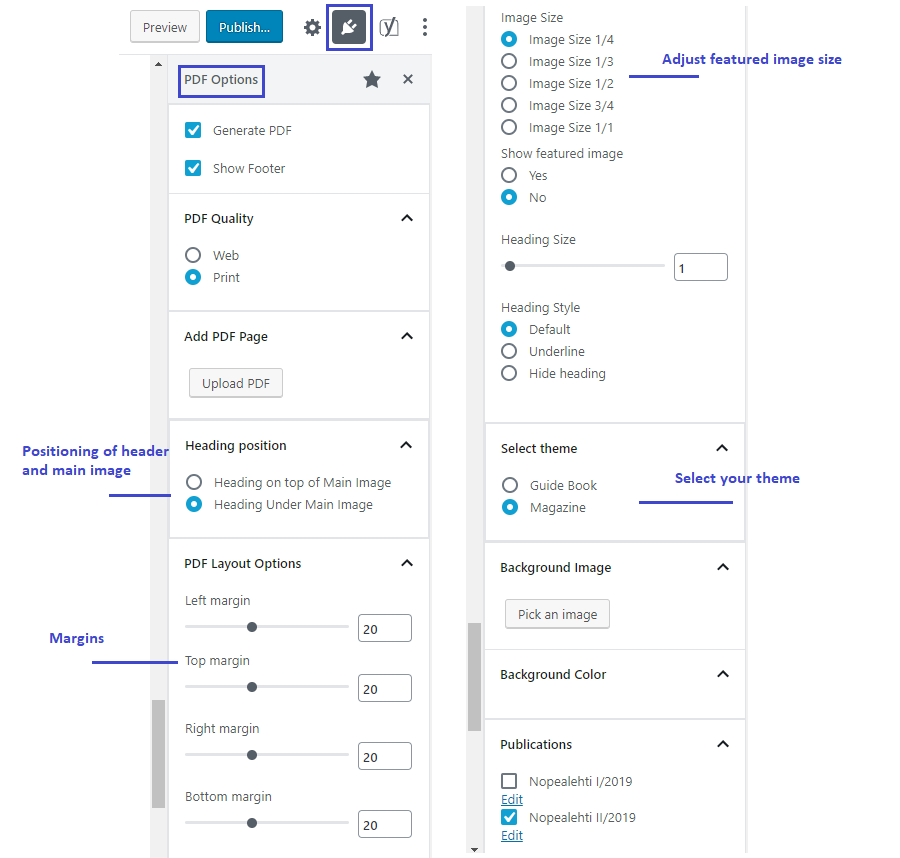 Preview
Publish...
PDF Options
Generate PDF
Show Footer
PDF Quality
Web
Print
Add PDF Page
Upload PDF
Positioning of header
and main image
Heading position
Heading on top of Main Image
Heading Under Main Image
PDF Layout Options
Left margin
20
Margins
Top margin
20
Right margin
20
Bottom margin
20
Image Size
Image Size 1/4
Adjust featured image size
Image Size 1/3
Image Size 1/2
Image Size 3/4
Image Size 1/1
Show featured image
Yes
No
Heading Size
1
Heading Style
Default
Underline
Hide heading
Select theme
Select your theme
Guide Book
Magazine
Background Image
Pick an image
Background Color
Publications
Nopealehti I/2019
Edit
Nopealehti II/2019
Edit